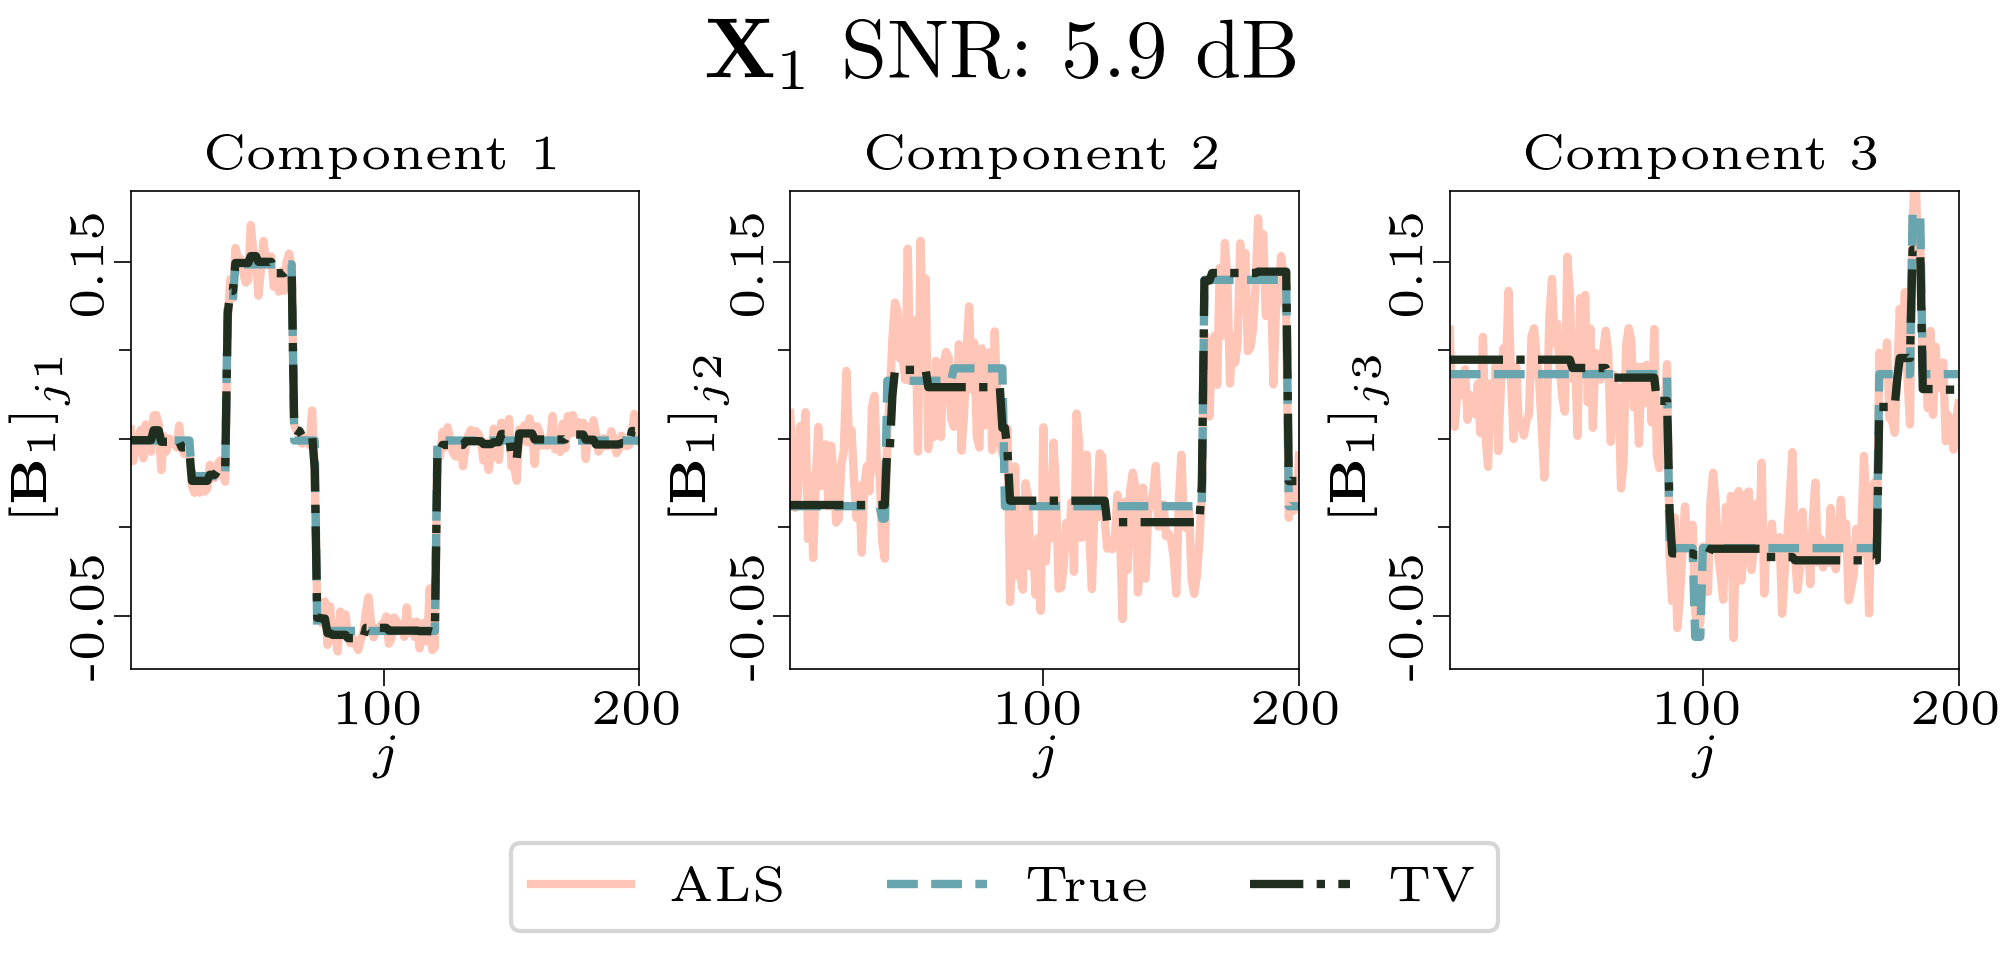 X₁ SNR: 5.9 dB
Component 1 Component 2 Component 3
[B₁]j1 0.15 -0.05 [B₁]j2 0.15 -0.05 [B₁]j3 0.15 -0.05
100 200 100 200 100 200
j j j
ALS True TV